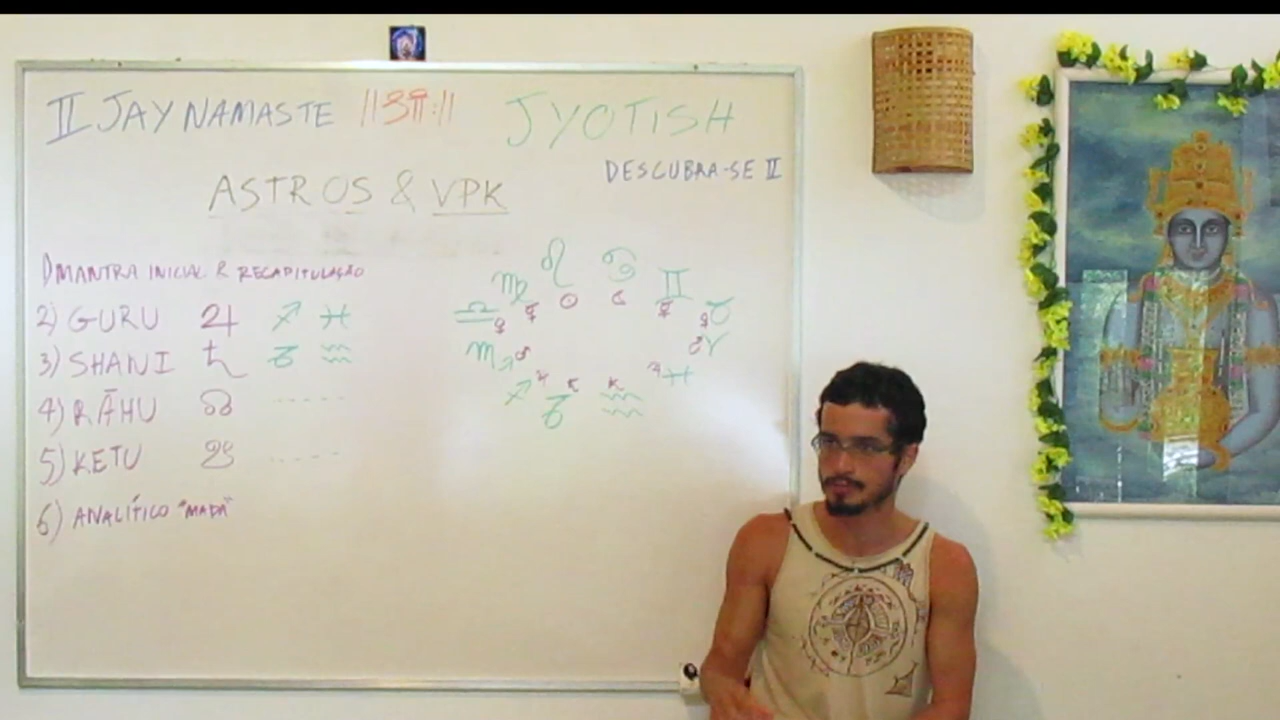 II JAY NAMASTE ||श्रीः|| JYOTISH
DESCUBRA-SE II
ASTROS & VPK
1) MANTRA INICIAL & RECAPITULAÇÃO
2) GURU ♃ ♐ ♓
3) SHANI ♄ ♑ ♒
4) RĀHU ☊ -----
5) KETU ☋ -----
6) ANALÍTICO
♍ ♌ ♋ ♊
♎ ♀ ☿ ☉ ☾ ☿ ♀ ♉
♏ ♂ ♂ ♈
♐ ♃ ♑ ♄ ♒ ♄ ♃ ♓